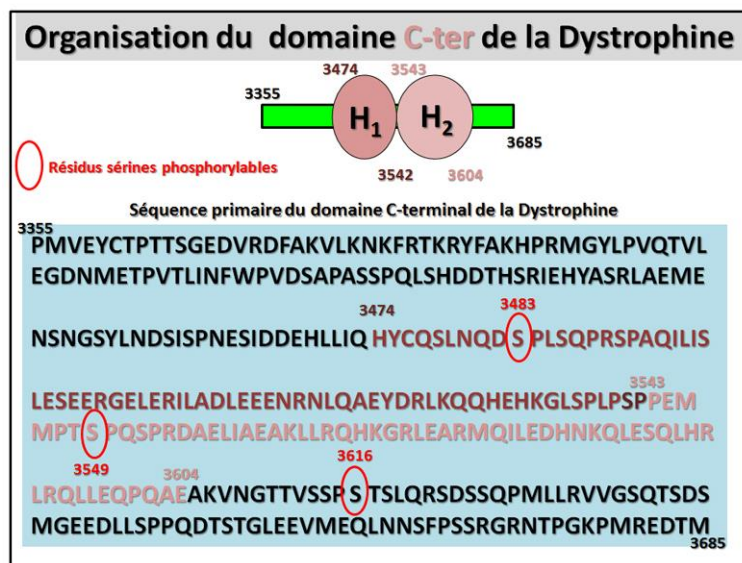 Organisation du domaine C-ter de la Dystrophine
3474 3543
3355
H1 H2
3685
3542 3604
Résidus sérines phosphorylables
Séquence primaire du domaine C-terminal de la Dystrophine
3355
PMVEYCTPTTSGEDVRDFAKVLKNKFRTKRYFAKHPRMGYLPVQTVL
EGDNMETPVTLINFWPVDSAPASSPQLSHDDTHSRIEHYASRLAEME
3474 3483
NSNGSYLNDSISPNESIDDEHLLIQ HYCQSLNQD S PLSQPRSPAQILIS
LESEERGELERILADLEEENRNLQAEYDRLKQQHEHKGLSPLPSPPEM
3543
MPT S PQSPRDAELIAEAKLLRQHKGRLEARMQILEDHNKQLESQLHR
3549 3604 3616
LRQLLEQPQAEAKVNGTTVSSP S TSLQRSDSSQPMLLRVVGSQTSDS
MGEEDLLSPPQDTSTGLEEVMEQLNNSFPSSRGRNTPGKPMREDTM
3685